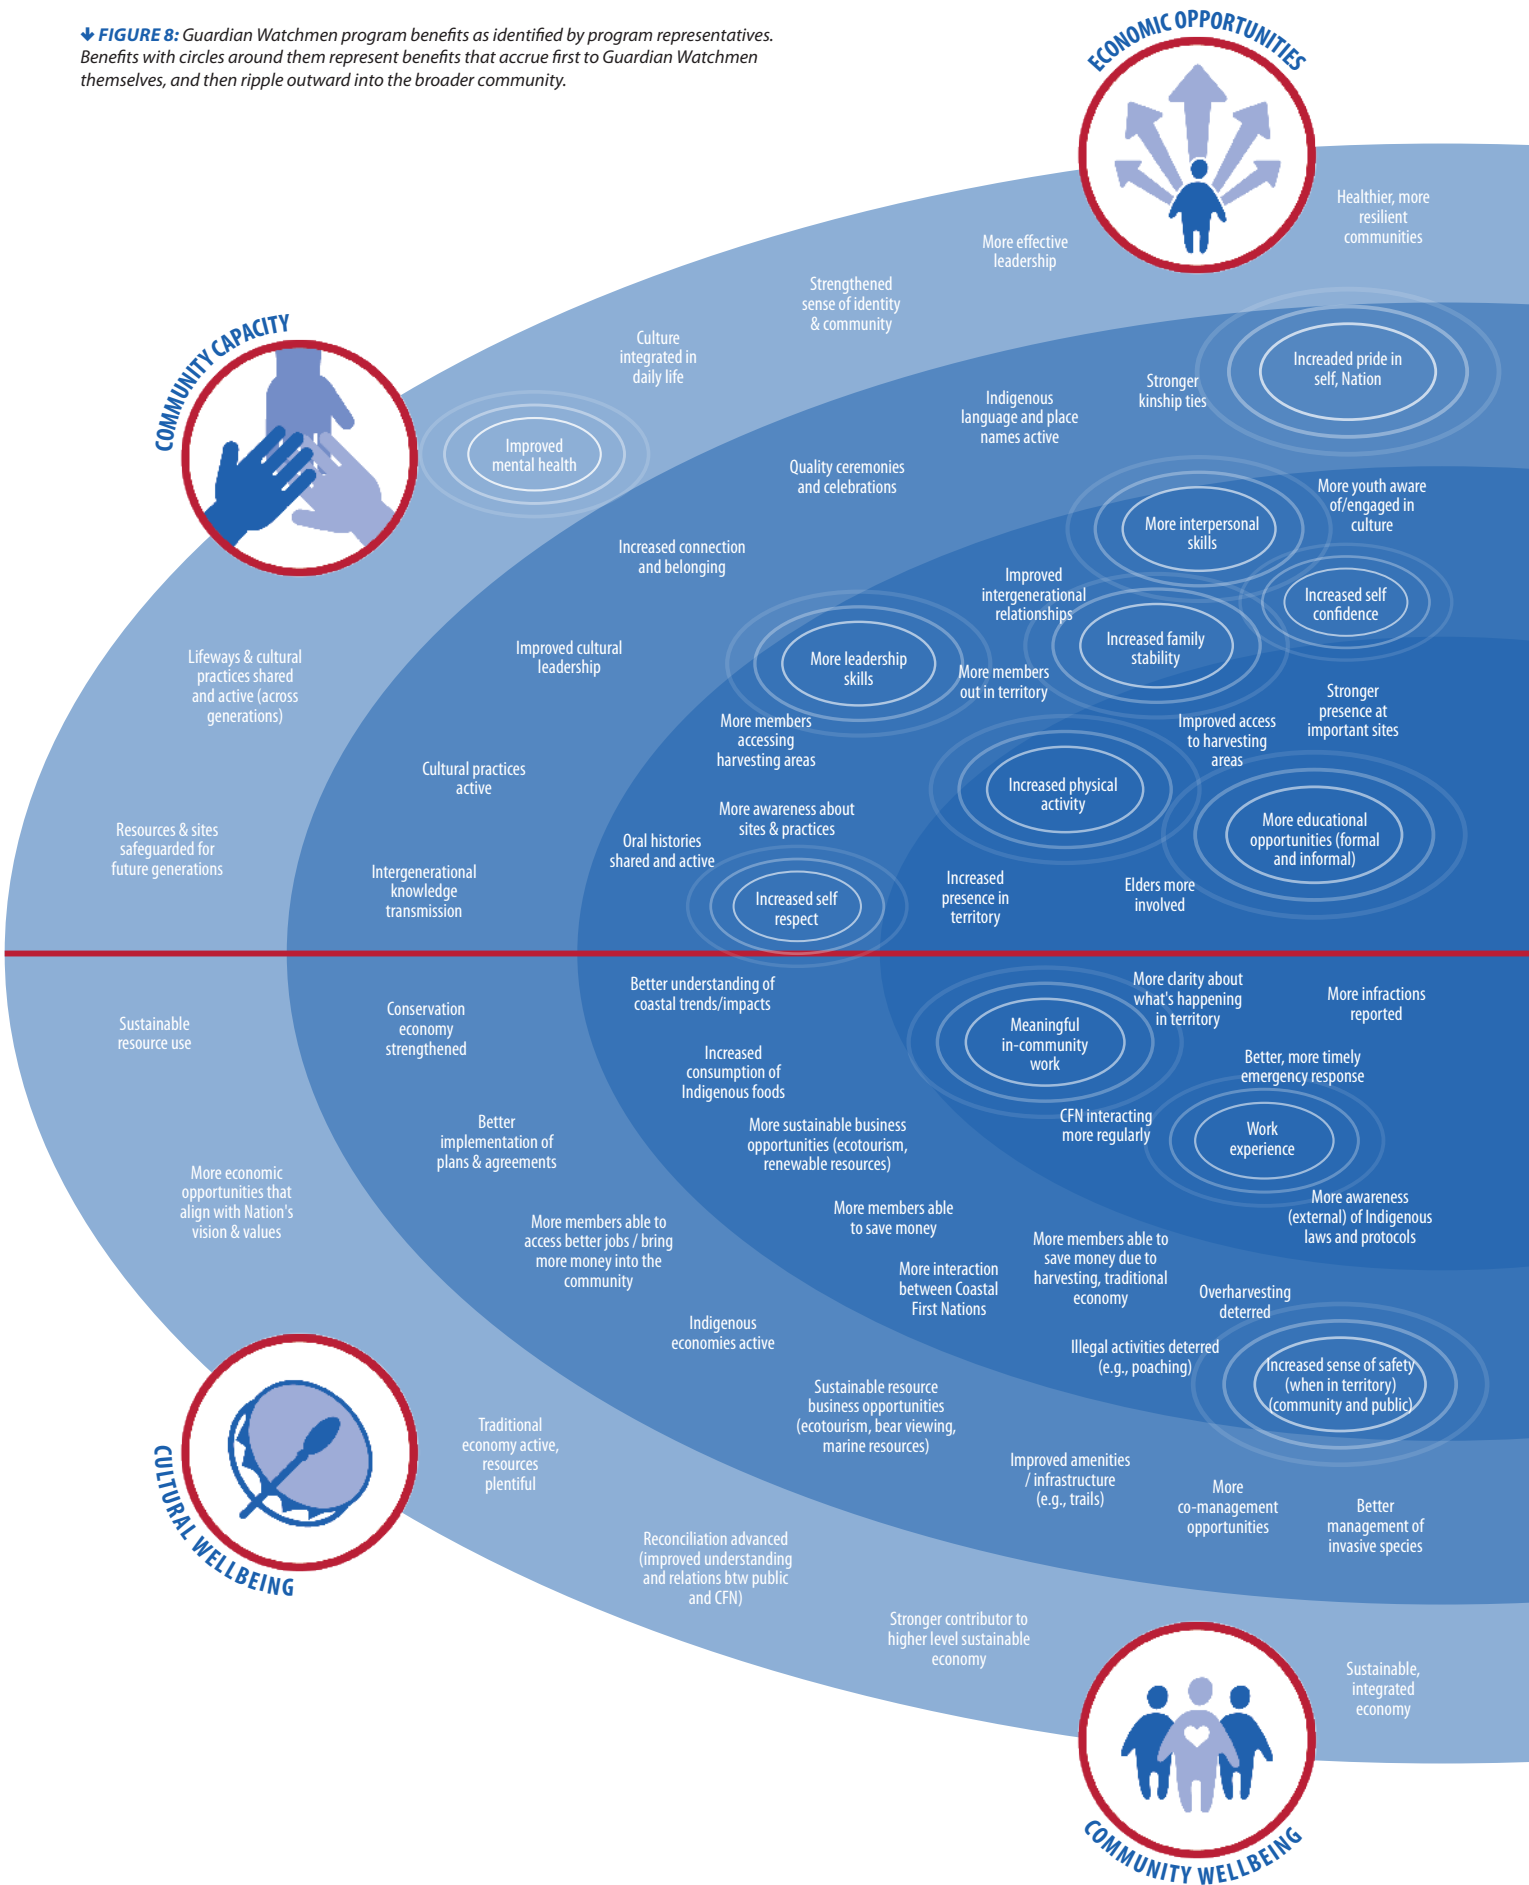 FIGURE 8: Guardian Watchmen program benefits as identified by program representatives.
Benefits with circles around them represent benefits that accrue first to Guardian Watchmen
themselves, and then ripple outward into the broader community.
ECONOMIC OPPORTUNITIES
Healthier, more
resilient
communities
More effective
leadership
Strengthened
sense of identity
& community
Culture
integrated in
daily life
COMMUNITY CAPACITY
Improved
mental health
Increaded pride in
self, Nation
Stronger
kinship ties
Indigenous
language and place
names active
Quality ceremonies
and celebrations
Increased connection
and belonging
More youth aware
of/engaged in
culture
More interpersonal
skills
Improved
intergenerational
relationships
Increased self
confidence
Increased family
stability
Improved cultural
leadership
More leadership
skills
More members
out in territory
Lifeways & cultural
practices shared
and active (across
generations)
Stronger
presence at
important sites
Improved access
to harvesting
areas
More members
accessing
harvesting areas
Cultural practices
active
Increased physical
activity
More educational
opportunities (formal
and informal)
More awareness about
sites & practices
Oral histories
shared and active
Resources & sites
safeguarded for
future generations
Intergenerational
knowledge
transmission
Increased self
respect
Increased
presence in
territory
Elders more
involved
Better understanding of
coastal trends/impacts
More clarity about
what's happening
in territory
More infractions
reported
Conservation
economy
strengthened
Sustainable
resource use
Meaningful
in-community
work
Increased
consumption of
Indigenous foods
Better, more timely
emergency response
CFN interacting
more regularly
Work
experience
Better
implementation of
plans & agreements
More sustainable business
opportunities (ecotourism,
renewable resources)
More economic
opportunities that
align with Nation's
vision & values
More awareness
(external) of Indigenous
laws and protocols
More members able
to save money
More members able to
access better jobs / bring
more money into the
community
More members able to
save money due to
harvesting, traditional
economy
More interaction
between Coastal
First Nations
Overharvesting
deterred
Indigenous
economies active
Illegal activities deterred
(e.g., poaching)
Increased sense of safety
(when in territory)
(community and public)
Sustainable resource
business opportunities
(ecotourism, bear viewing,
marine resources)
Traditional
economy active,
resources
plentiful
CULTURAL WELLBEING
Improved amenities
/ infrastructure
(e.g., trails)
More
co-management
opportunities
Better
management of
invasive species
Reconciliation advanced
(improved understanding
and relations btw public
and CFN)
Stronger contributor to
higher level sustainable
economy
Sustainable,
integrated
economy
COMMUNITY WELLBEING